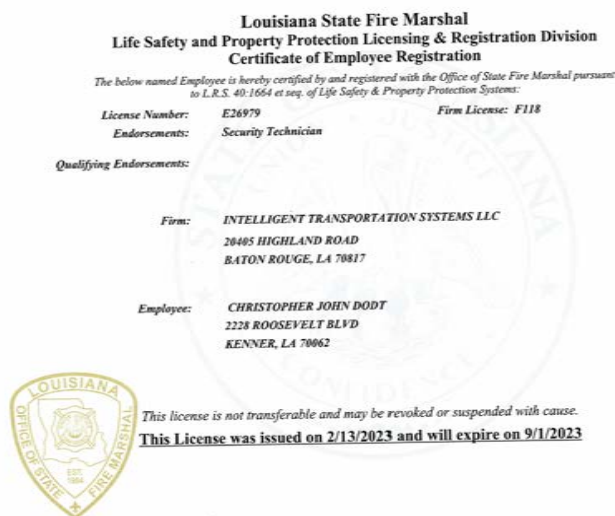 Louisiana State Fire Marshal
Life Safety and Property Protection Licensing & Registration Division
Certificate of Employee Registration
The below named Employee is hereby certified by and registered with the Office of State Fire Marshal pursuant
to L.R.S. 40:1664 et seq. of Life Safety & Property Protection Systems:
License Number: E26979 Firm License: F118
Endorsements: Security Technician
Qualifying Endorsements:
Firm: INTELLIGENT TRANSPORTATION SYSTEMS LLC
20405 HIGHLAND ROAD
BATON ROUGE, LA 70817
Employee: CHRISTOPHER JOHN DODT
2228 ROOSEVELT BLVD
KENNER, LA 70062
LOUISIANA
OFFICE OF STATE FIRE MARSHAL
EST.
1904
This license is not transferable and may be revoked or suspended with cause.
This License was issued on 2/13/2023 and will expire on 9/1/2023